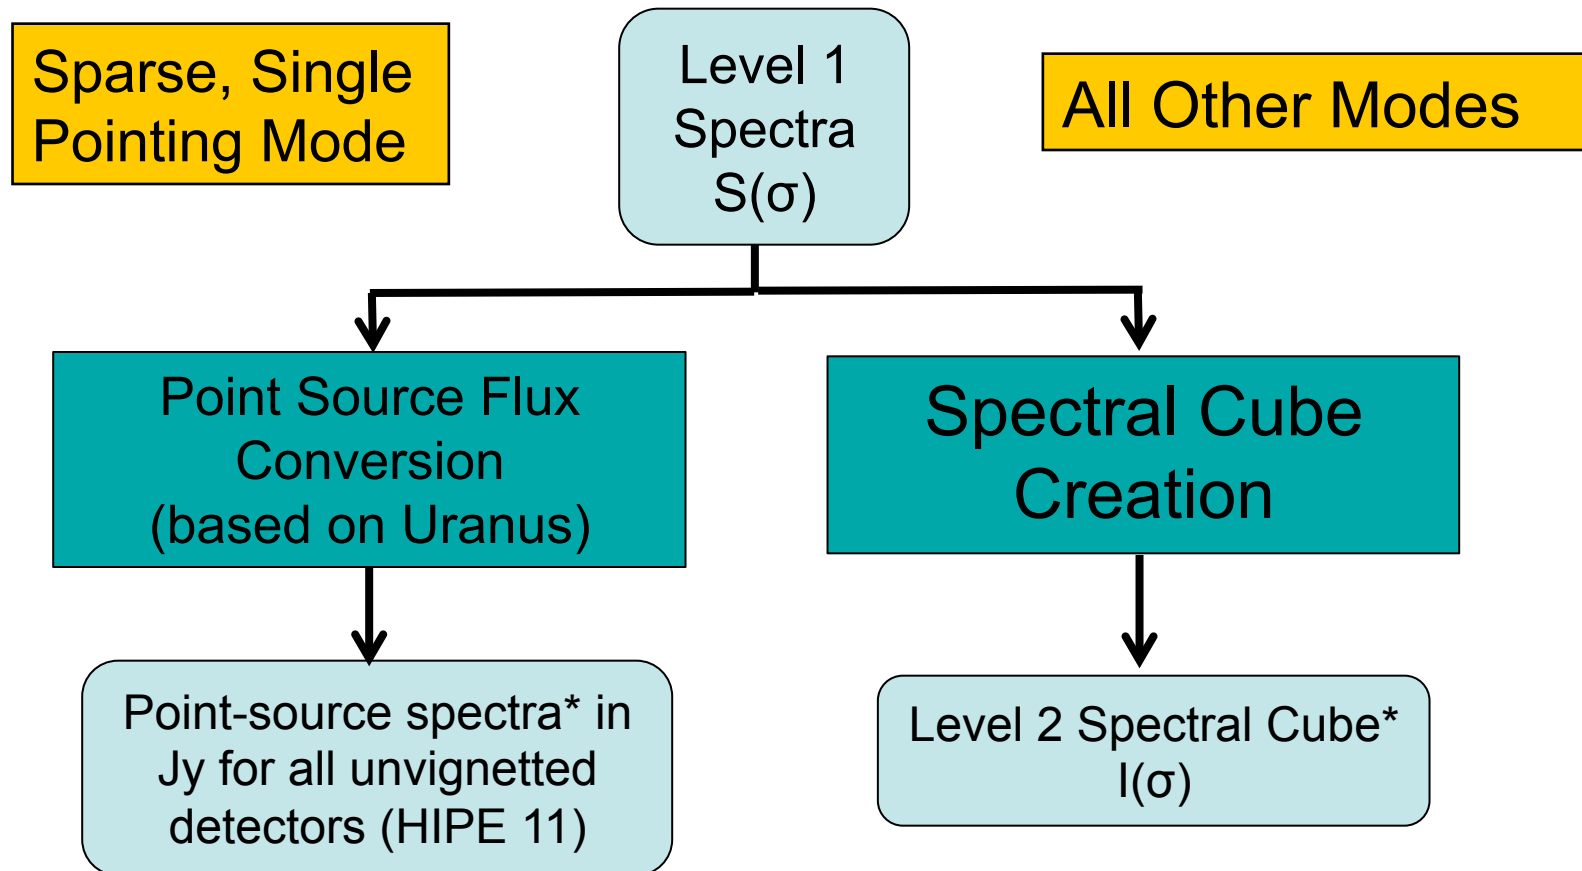 Sparse, Single
Pointing Mode
Level 1
Spectra
S(σ)
All Other Modes
Point Source Flux
Conversion
(based on Uranus)
Spectral Cube
Creation
Point-source spectra* in
Jy for all unvignetted
detectors (HIPE 11)
Level 2 Spectral Cube*
I(σ)